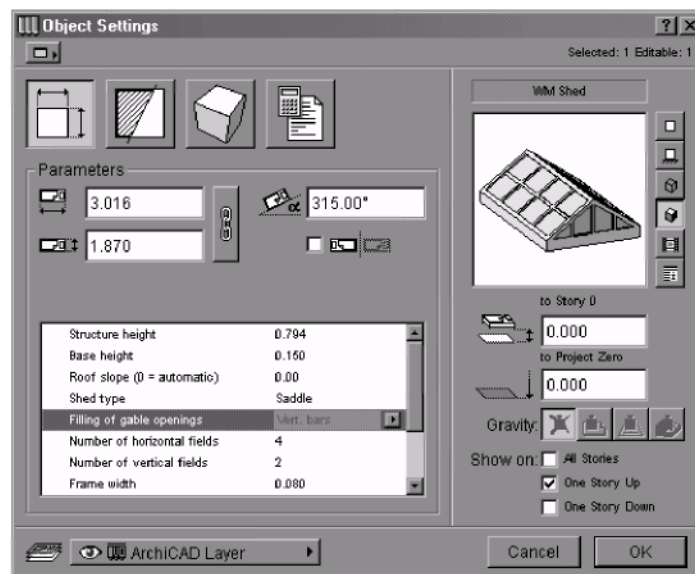 Object Settings
Selected: 1 Editable: 1
Parameters
3.016
α 315.00°
1.870
Structure height 0.794
Base height 0.150
Roof slope (0 = automatic) 0.00
Shed type Saddle
Filling of gable openings Vert. bars
Number of horizontal fields 4
Number of vertical fields 2
Frame width 0.080
ArchiCAD Layer
WM Shed
to Story 0
0.000
to Project Zero
0.000
Gravity:
Show on: All Stories
One Story Up
One Story Down
Cancel OK